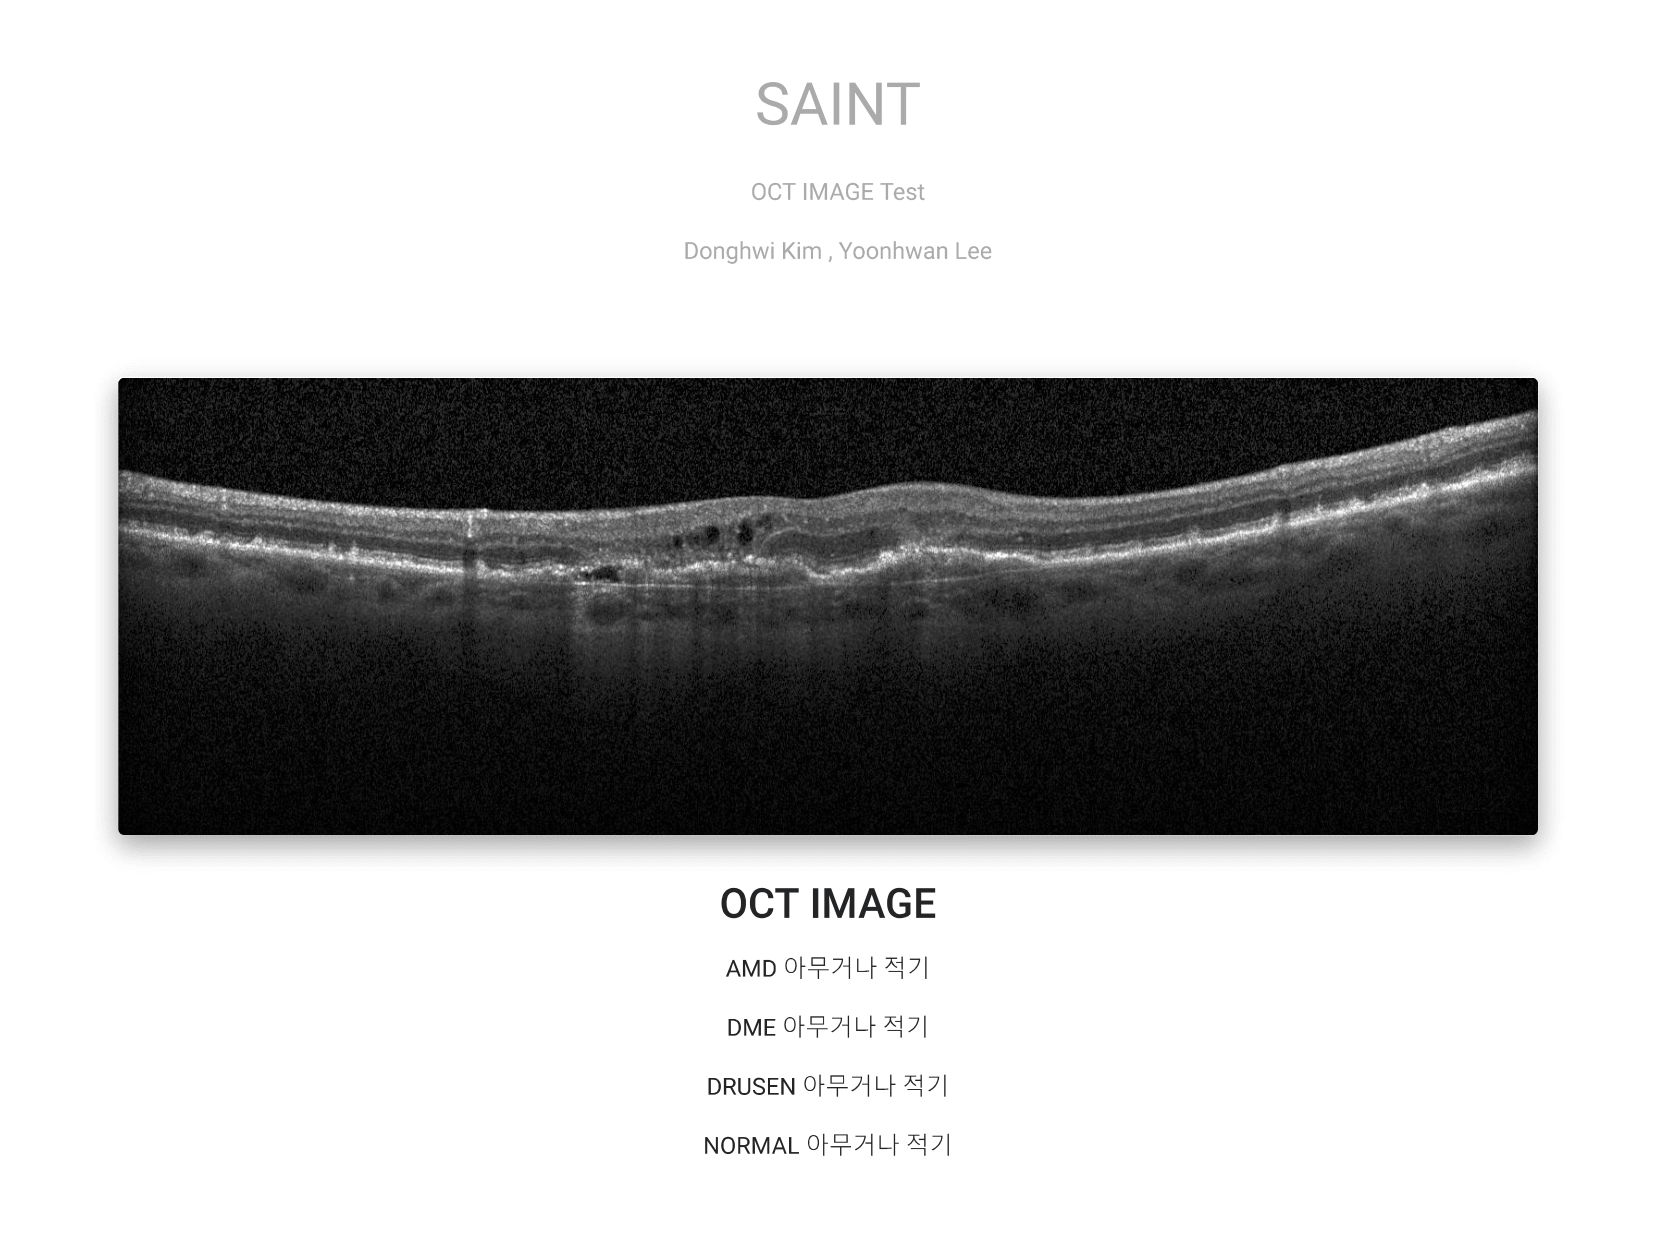 SAINT
OCT IMAGE Test
Donghwi Kim , Yoonhwan Lee
OCT IMAGE
AMD 아무거나 적기
DME 아무거나 적기
DRUSEN 아무거나 적기
NORMAL 아무거나 적기